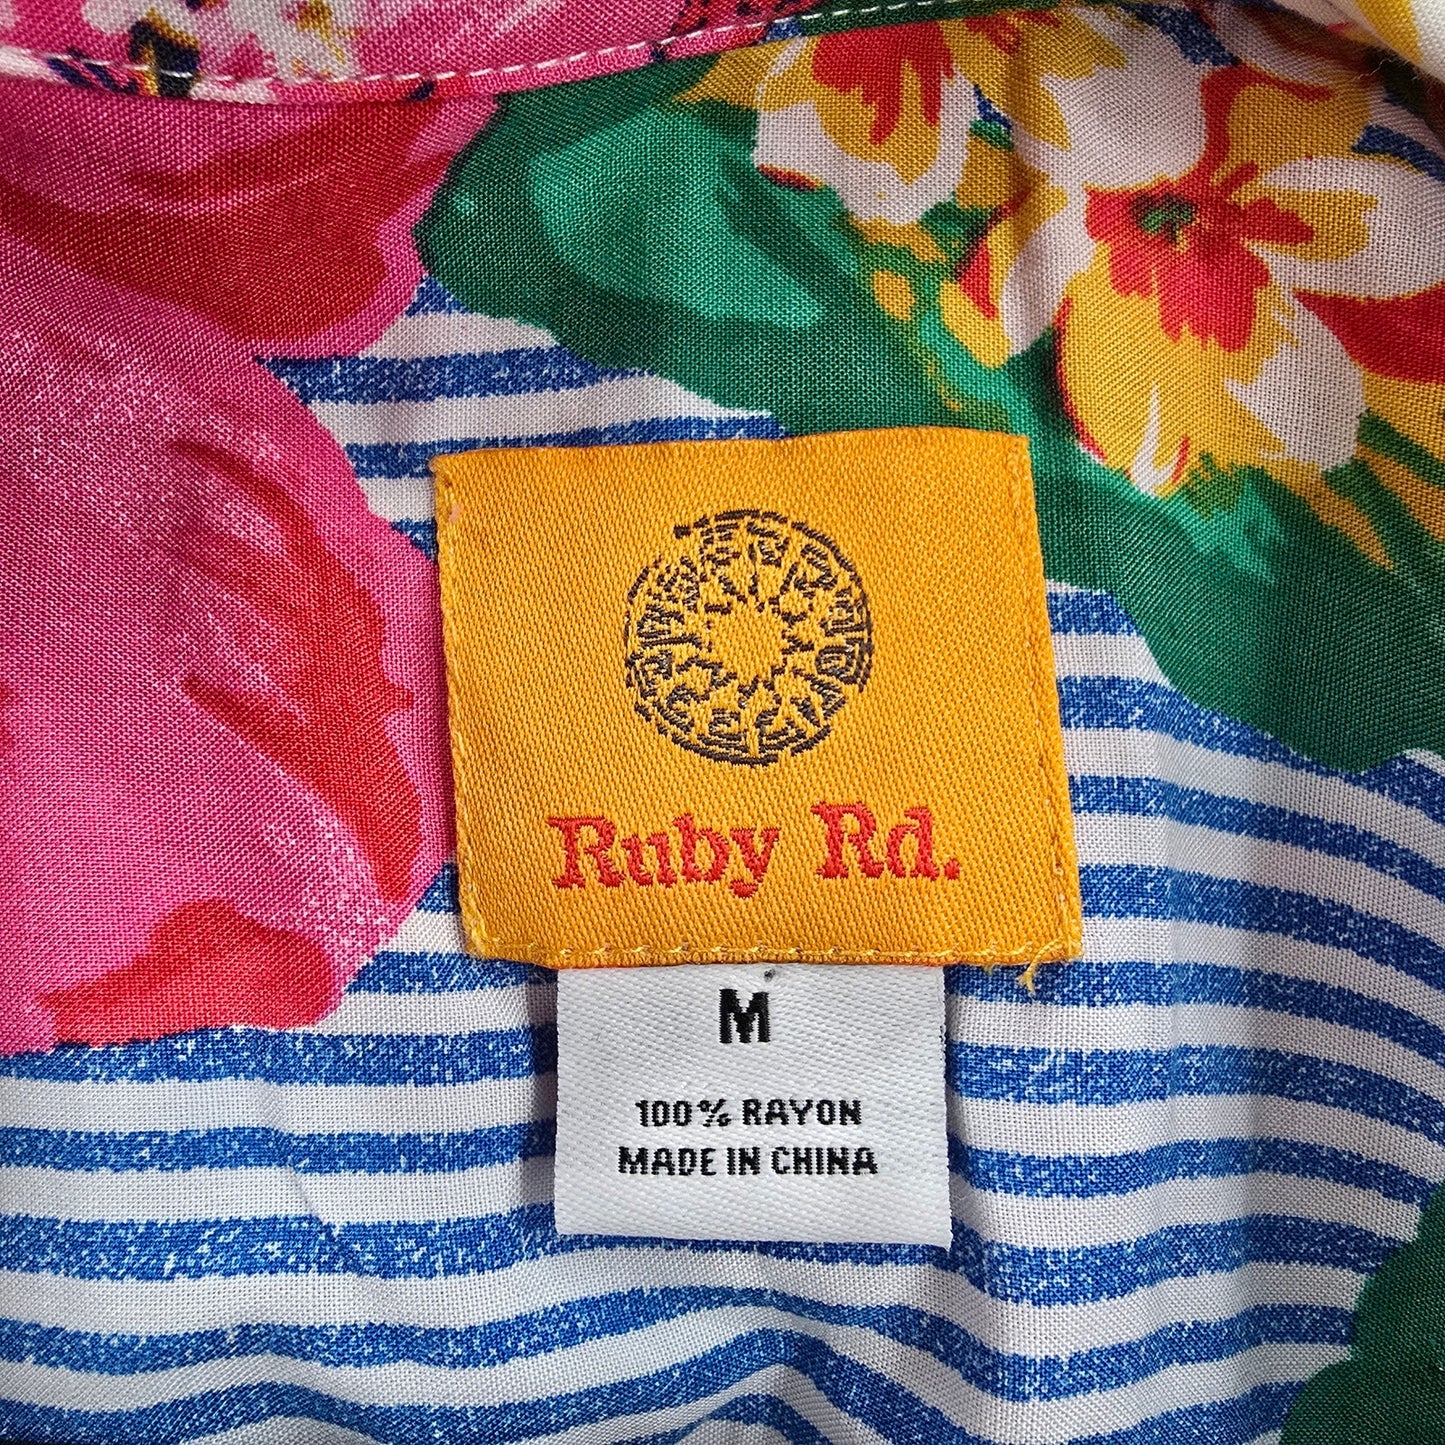 Ruby Rd.
M
100% RAYON
MADE IN CHINA